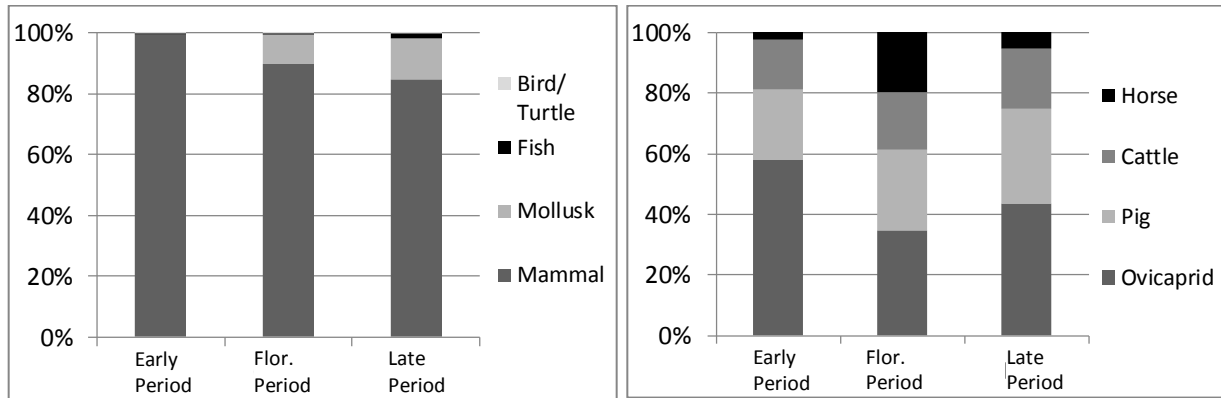 100%
80%
60%
40%
20%
0%
Early
Period
Flor.
Period
Late
Period
Bird/
Turtle
Fish
Mollusk
Mammal
100%
80%
60%
40%
20%
0%
Early
Period
Flor.
Period
Late
Period
Horse
Cattle
Pig
Ovicaprid